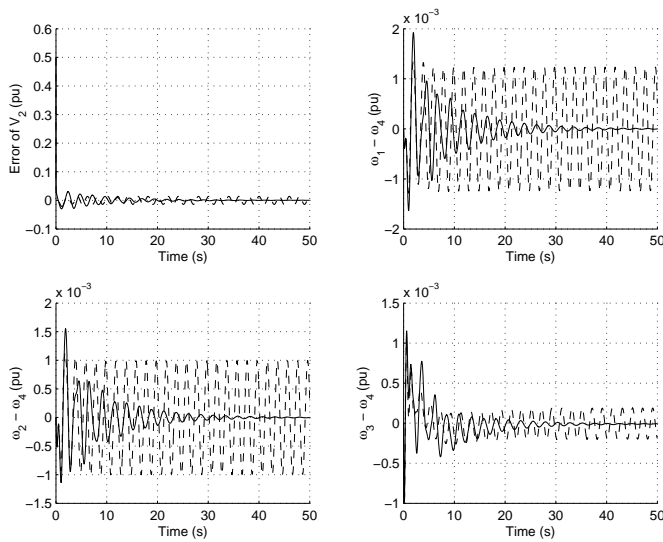 0.6
0.5
0.4
0.3
0.2
0.1
0
−0.1
Error of V₂ (pu)
0 10 20 30 40 50
Time (s)
x 10⁻³
2
1
0
−1
−2
ω₁ − ω₄ (pu)
0 10 20 30 40 50
Time (s)
x 10⁻³
2
1.5
1
0.5
0
−0.5
−1
−1.5
ω₂ − ω₄ (pu)
0 10 20 30 40 50
Time (s)
x 10⁻³
1.5
1
0.5
0
−0.5
−1
ω₃ − ω₄ (pu)
0 10 20 30 40 50
Time (s)